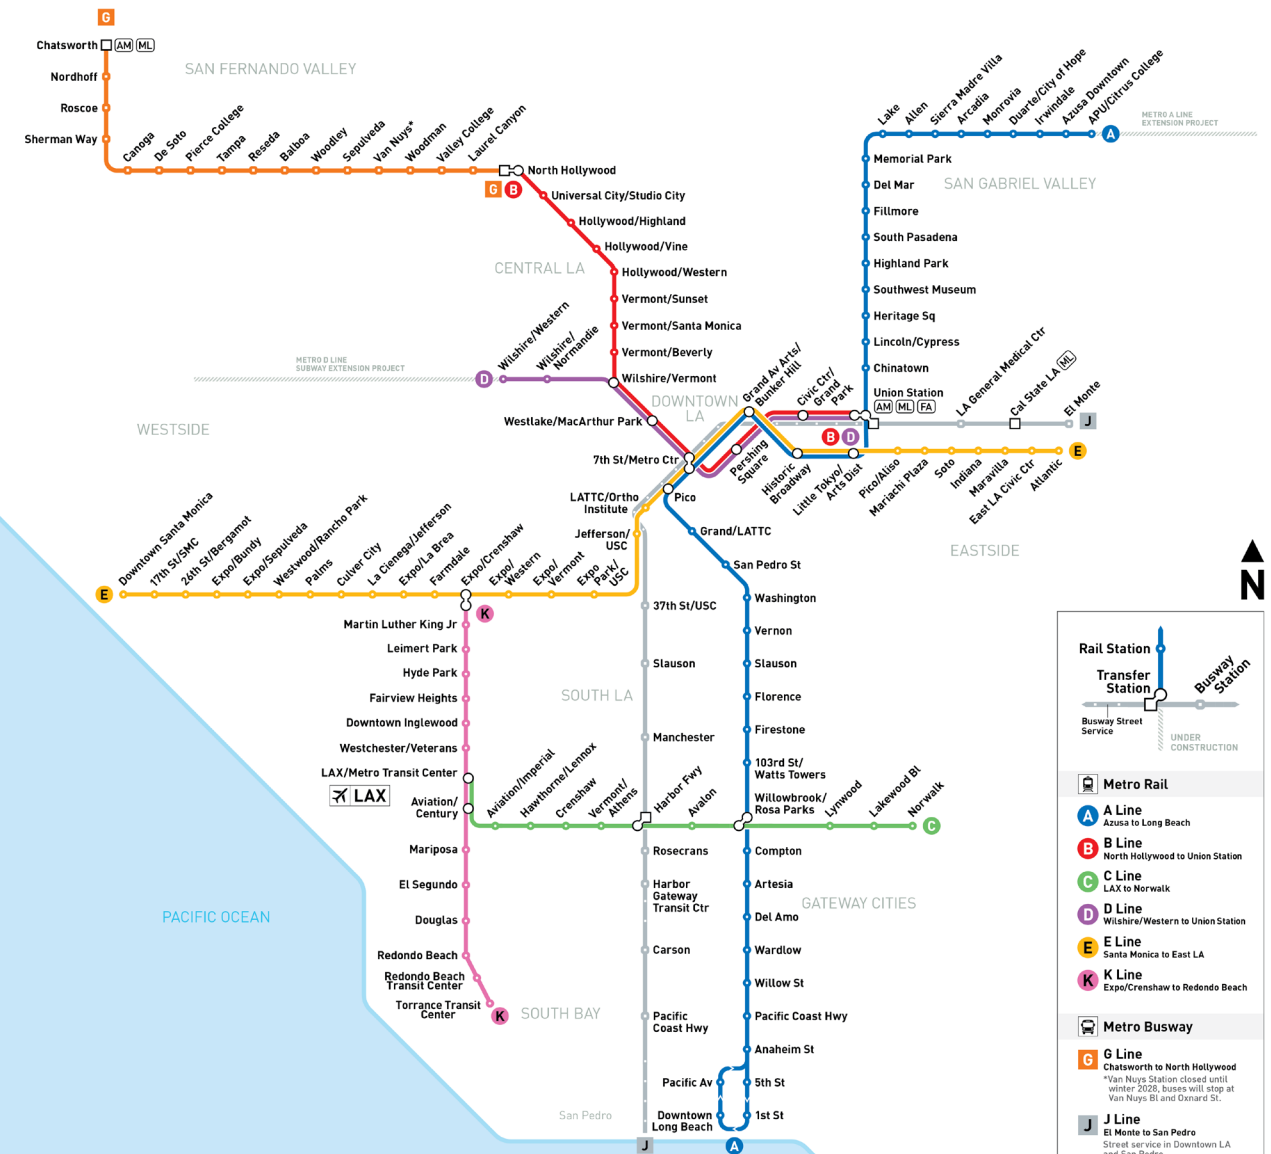 G
Chatsworth AM ML
Nordhoff
Roscoe
Sherman Way
SAN FERNANDO VALLEY
Canoga
De Soto
Pierce College
Tampa
Reseda
Balboa
Woodley
Sepulveda
Van Nuys*
Woodman
Valley College
Laurel Canyon
North Hollywood
G B
Universal City/Studio City
Hollywood/Highland
Hollywood/Vine
CENTRAL LA
Hollywood/Western
Vermont/Sunset
Vermont/Santa Monica
Vermont/Beverly
Wilshire/Vermont
METRO D LINE
SUBWAY EXTENSION PROJECT
D
Wilshire/Western
Wilshire/
Normandie
WESTSIDE
Westlake/MacArthur Park
DOWNTOWN
LA
7th St/Metro Ctr
Pershing
Square
Grand Av Arts/
Bunker Hill
Civic Ctr/
Grand
Park
B D
Historic
Broadway
Little Tokyo/
Arts Dist
Lake
Allen
Sierra Madre Villa
Arcadia
Monrovia
Duarte/City of Hope
Irwindale
Azusa Downtown
APU/Citrus College
A
METRO A LINE
EXTENSION PROJECT
Memorial Park
Del Mar
SAN GABRIEL VALLEY
Fillmore
South Pasadena
Highland Park
Southwest Museum
Heritage Sq
Lincoln/Cypress
Chinatown
Union Station
AM ML FA
LA General Medical Ctr
Cal State LA ML
El Monte
J
Pico/Aliso
Mariachi Plaza
Soto
Indiana
Maravilla
East LA Civic Ctr
Atlantic
E
EASTSIDE
Pico
LATTC/Ortho
Institute
Jefferson/
USC
Grand/LATTC
San Pedro St
E
Downtown Santa Monica
17th St/SMC
26th St/Bergamot
Expo/Bundy
Expo/Sepulveda
Westwood/Rancho Park
Palms
Culver City
La Cienega/Jefferson
Expo/La Brea
Farmdale
Expo/Crenshaw
Expo/
Western
Expo/
Vermont
Expo
Park/
USC
K
Martin Luther King Jr
Leimert Park
Hyde Park
Fairview Heights
Downtown Inglewood
Westchester/Veterans
LAX/Metro Transit Center
LAX
Aviation/
Century
Mariposa
El Segundo
Douglas
Redondo Beach
Redondo Beach
Transit Center
Torrance Transit
Center
K
SOUTH BAY
PACIFIC OCEAN
Aviation/Imperial
Hawthorne/Lennox
Crenshaw
Vermont/
Athens
Harbor Fwy
Avalon
Willowbrook/
Rosa Parks
Lynwood
Lakewood Bl
Norwalk
C
37th St/USC
Slauson
SOUTH LA
Manchester
Rosecrans
Harbor
Gateway
Transit Ctr
Carson
Pacific
Coast Hwy
San Pedro
J
Washington
Vernon
Slauson
Florence
Firestone
103rd St/
Watts Towers
Compton
Artesia
GATEWAY CITIES
Del Amo
Wardlow
Willow St
Pacific Coast Hwy
Anaheim St
Pacific Av
5th St
Downtown
Long Beach
1st St
A
N
Rail Station
Transfer
Station
Busway
Station
Busway Street
Service
UNDER
CONSTRUCTION
Metro Rail
A A Line
Azusa to Long Beach
B B Line
North Hollywood to Union Station
C C Line
LAX to Norwalk
D D Line
Wilshire/Western to Union Station
E E Line
Santa Monica to East LA
K K Line
Expo/Crenshaw to Redondo Beach
Metro Busway
G G Line
Chatsworth to North Hollywood
*Van Nuys Station closed until
winter 2028, buses will stop at
Van Nuys Bl and Oxnard St.
J J Line
El Monte to San Pedro
Street service in Downtown LA
and San Pedro